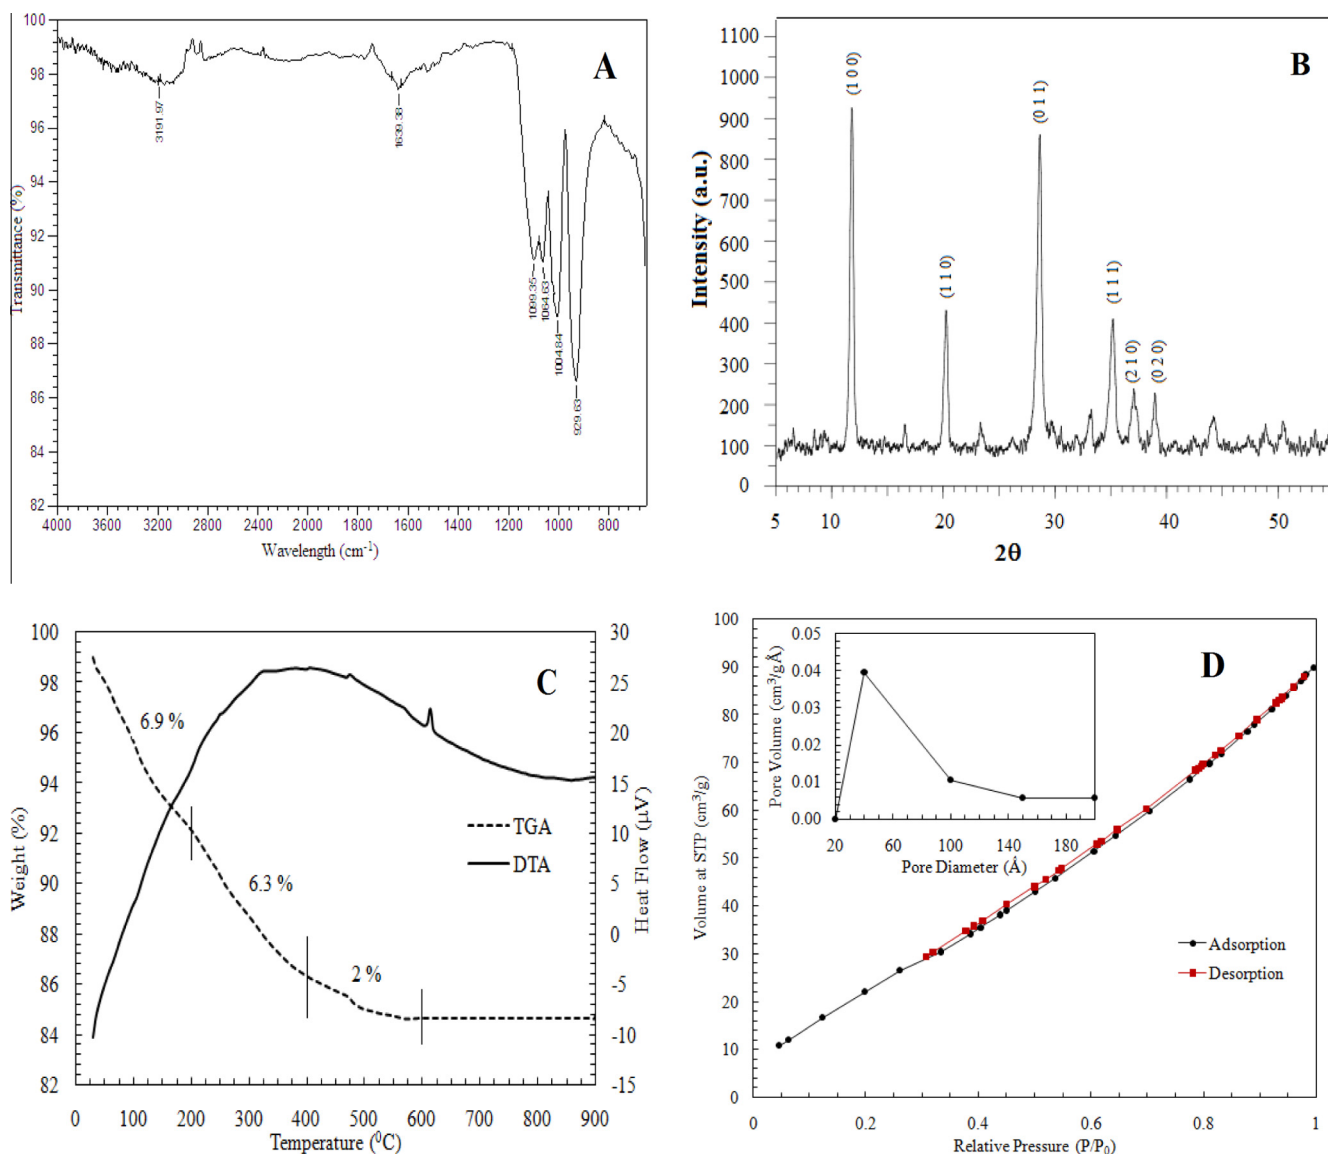 A
Transmittance (%)
100
98
96
94
92
90
88
86
84
82
3191.97
1639.38
1099.35
1064.63
1004.84
929.63
4000 3600 3200 2800 2400 2000 1600 1200 1000 800
Wavelength (cm-1)
B
Intensity (a.u.)
1100
1000
900
800
700
600
500
400
300
200
100
0
(1 0 0)
(1 1 0)
(0 1 1)
(1 1 1)
(2 1 0)
(0 2 0)
5 10 20 30 40 50
2θ
C
Weight (%)
100
98
96
94
92
90
88
86
84
82
6.9 %
6.3 %
2 %
TGA
DTA
30
25
20
15
10
5
0
-5
-10
-15
Heat Flow (μV)
0 100 200 300 400 500 600 700 800 900
Temperature (⁰C)
D
Volume at STP (cm³/g)
100
90
80
70
60
50
40
30
20
10
0
Pore Volume (cm³/gÅ)
0.05
0.04
0.03
0.02
0.01
0.00
20 60 100 140 180
Pore Diameter (Å)
Adsorption
Desorption
0 0.2 0.4 0.6 0.8 1
Relative Pressure (P/P₀)